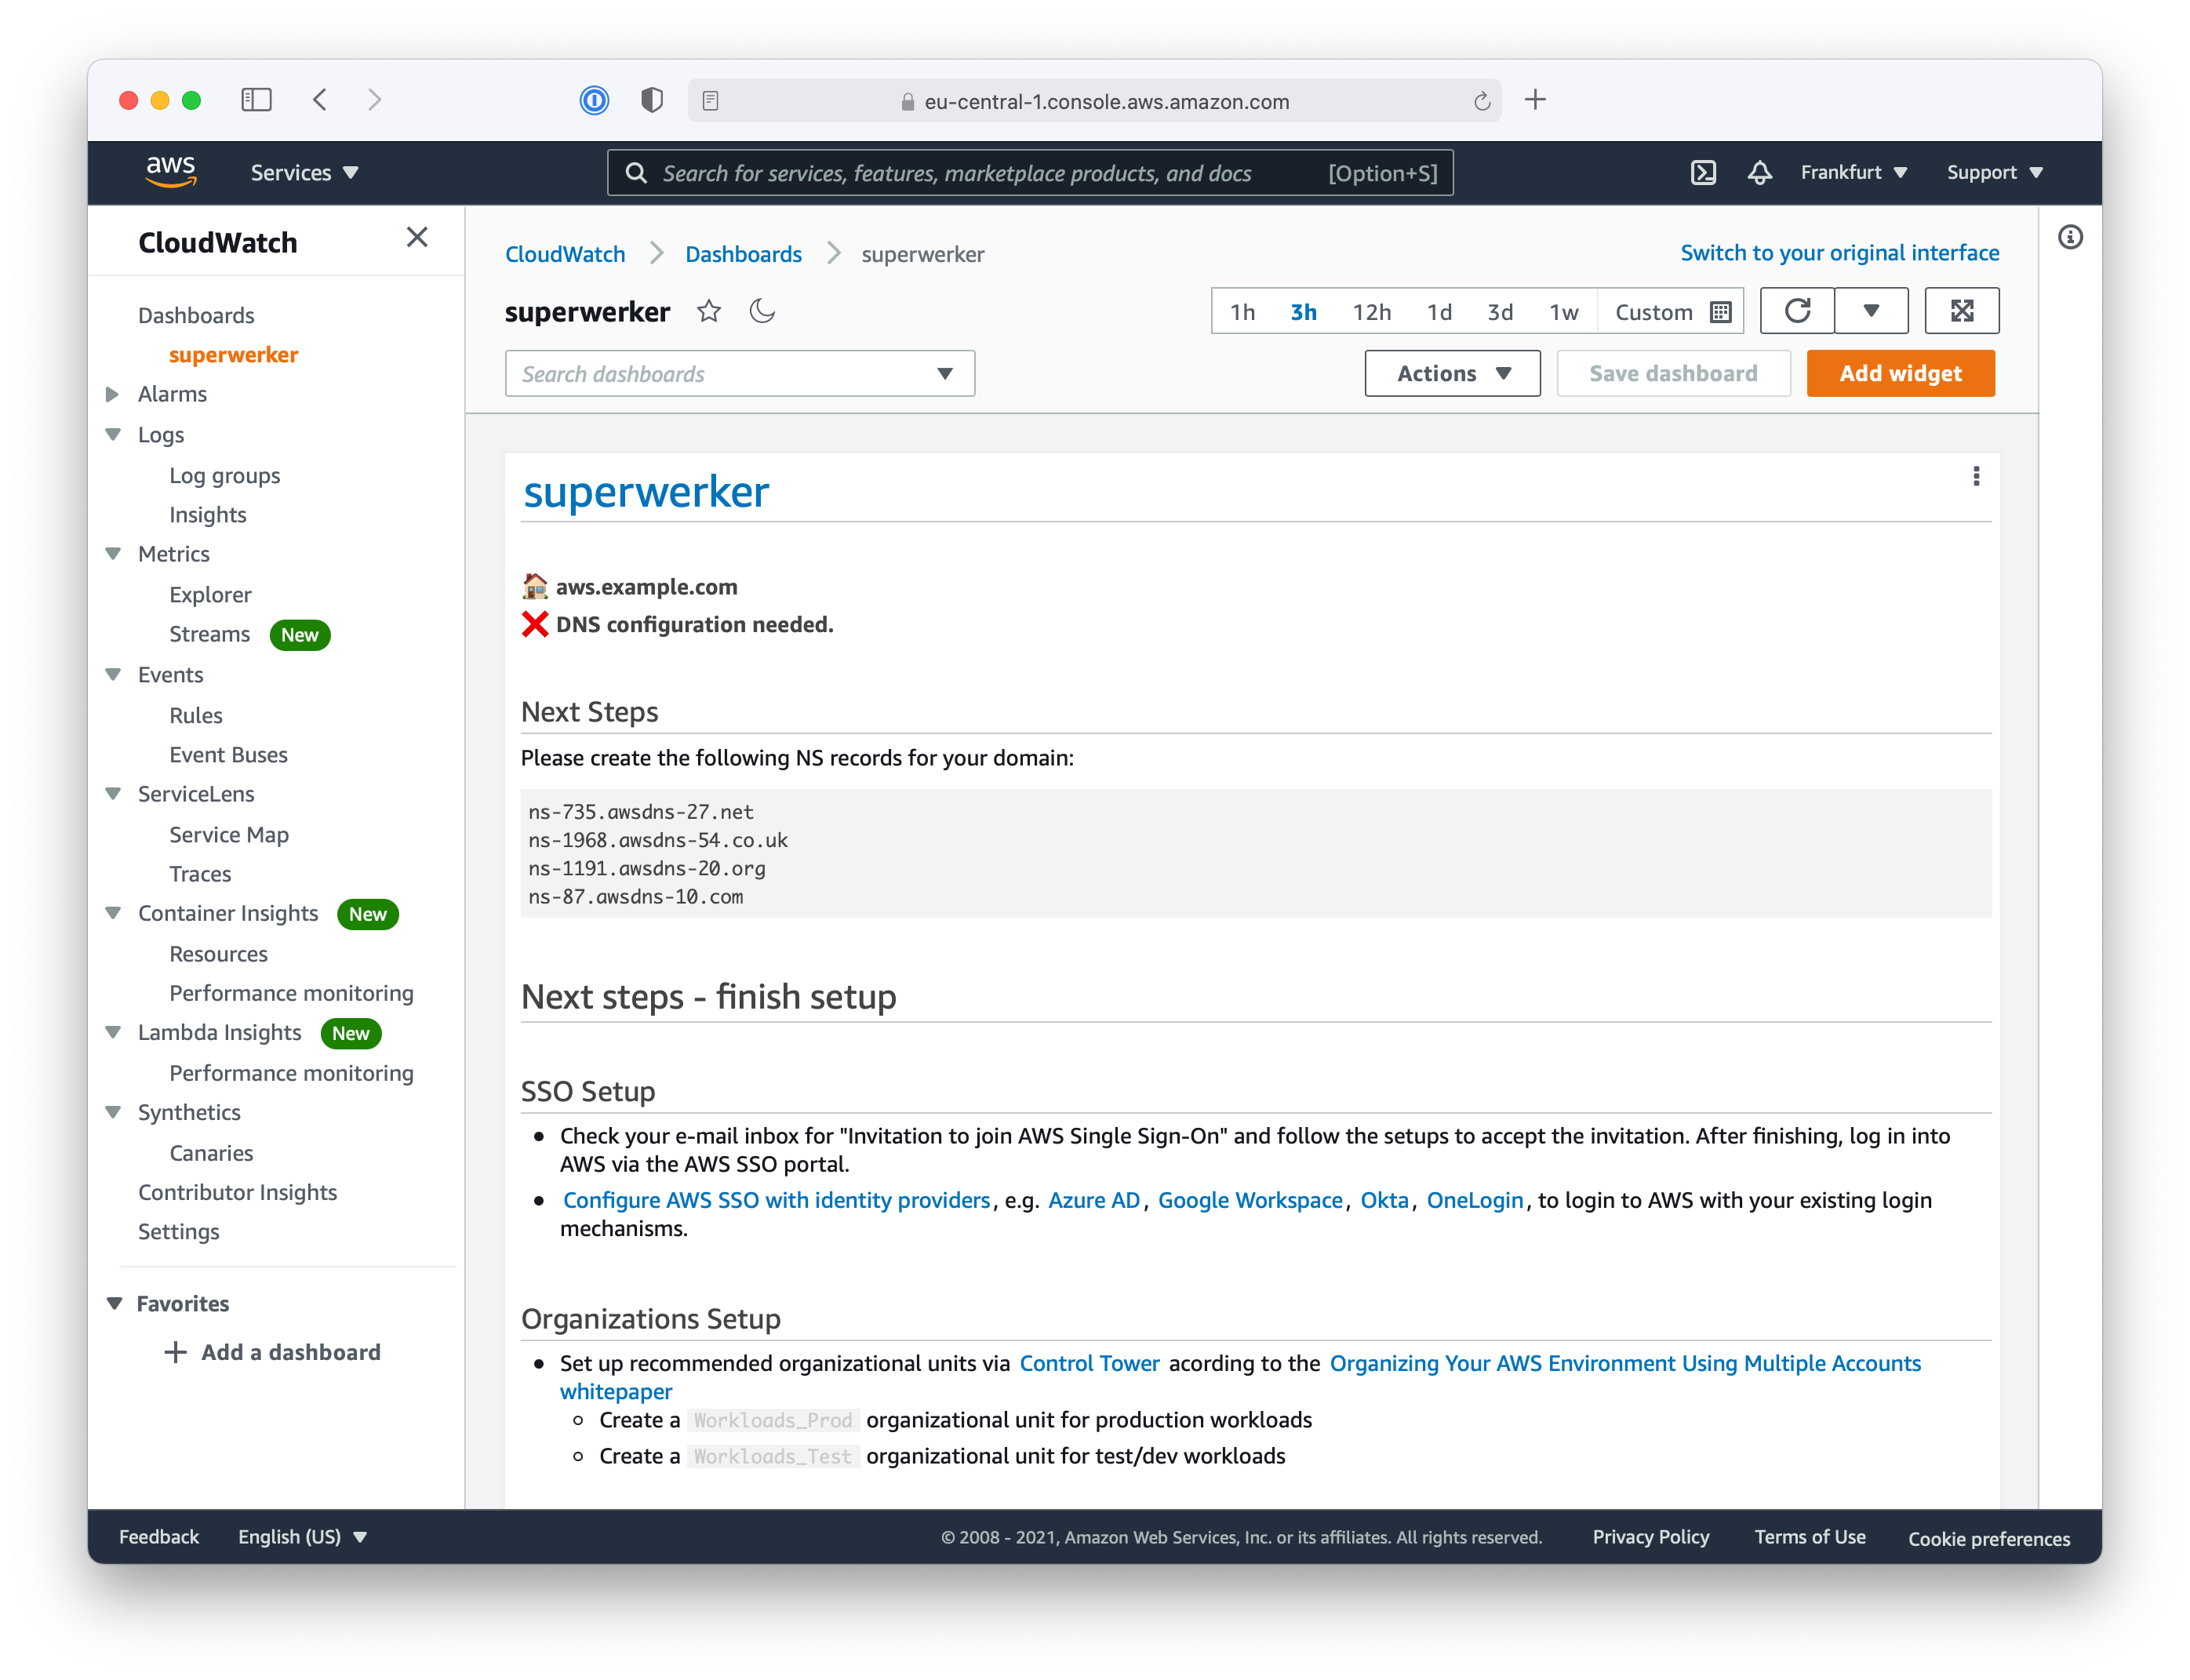 eu-central-1.console.aws.amazon.com
aws
Services
Search for services, features, marketplace products, and docs
[Option+S]
Frankfurt
Support
CloudWatch
Dashboards
superwerker
Alarms
Logs
Log groups
Insights
Metrics
Explorer
Streams New
Events
Rules
Event Buses
ServiceLens
Service Map
Traces
Container Insights New
Resources
Performance monitoring
Lambda Insights New
Performance monitoring
Synthetics
Canaries
Contributor Insights
Settings
Favorites
Add a dashboard
CloudWatch Dashboards superwerker
Switch to your original interface
superwerker
1h 3h 12h 1d 3d 1w Custom
Search dashboards
Actions
Save dashboard
Add widget
superwerker
aws.example.com
DNS configuration needed.
Next Steps
Please create the following NS records for your domain:
ns-735.awsdns-27.net
ns-1968.awsdns-54.co.uk
ns-1191.awsdns-20.org
ns-87.awsdns-10.com
Next steps - finish setup
SSO Setup
Check your e-mail inbox for "Invitation to join AWS Single Sign-On" and follow the setups to accept the invitation. After finishing, log in into
AWS via the AWS SSO portal.
Configure AWS SSO with identity providers, e.g. Azure AD, Google Workspace, Okta, OneLogin, to login to AWS with your existing login
mechanisms.
Organizations Setup
Set up recommended organizational units via Control Tower acording to the Organizing Your AWS Environment Using Multiple Accounts
whitepaper
Create a Workloads_Prod organizational unit for production workloads
Create a Workloads_Test organizational unit for test/dev workloads
Feedback
English (US)
© 2008 - 2021, Amazon Web Services, Inc. or its affiliates. All rights reserved.
Privacy Policy
Terms of Use
Cookie preferences